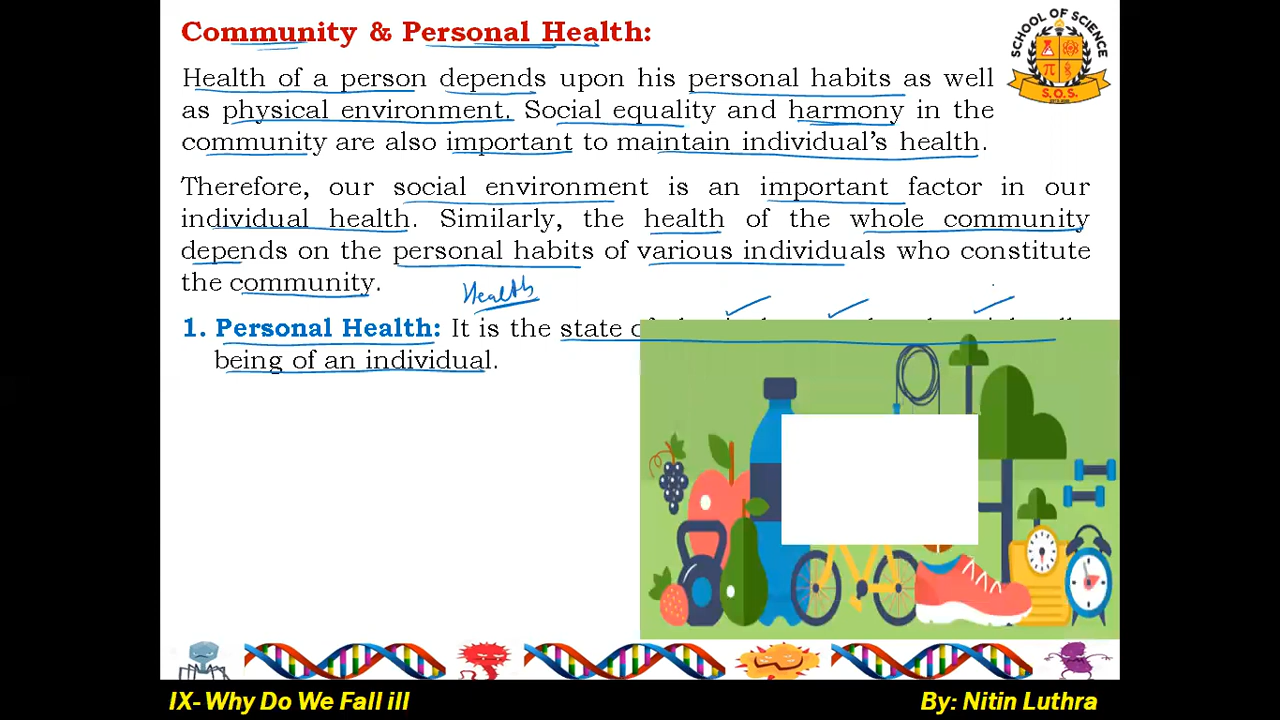 Community & Personal Health:
SCHOOL OF SCIENCE
S.O.S.
Health of a person depends upon his personal habits as well
as physical environment. Social equality and harmony in the
community are also important to maintain individual's health.
Therefore, our social environment is an important factor in our
individual health. Similarly, the health of the whole community
depends on the personal habits of various individuals who constitute
the community.
Health
1. Personal Health: It is the state
being of an individual.
IX- Why Do We Fall ill
By: Nitin Luthra